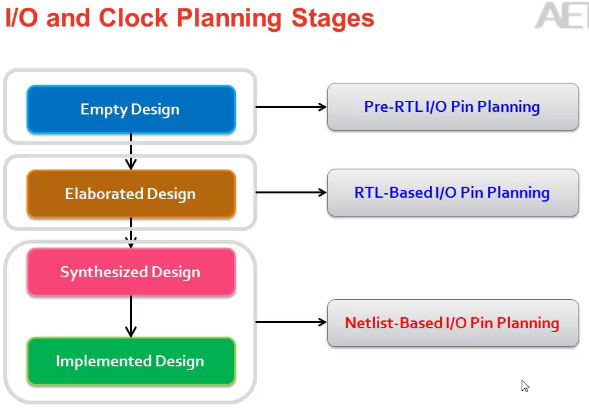 I/O and Clock Planning Stages
Empty Design
Pre-RTL I/O Pin Planning
Elaborated Design
RTL-Based I/O Pin Planning
Synthesized Design
Netlist-Based I/O Pin Planning
Implemented Design